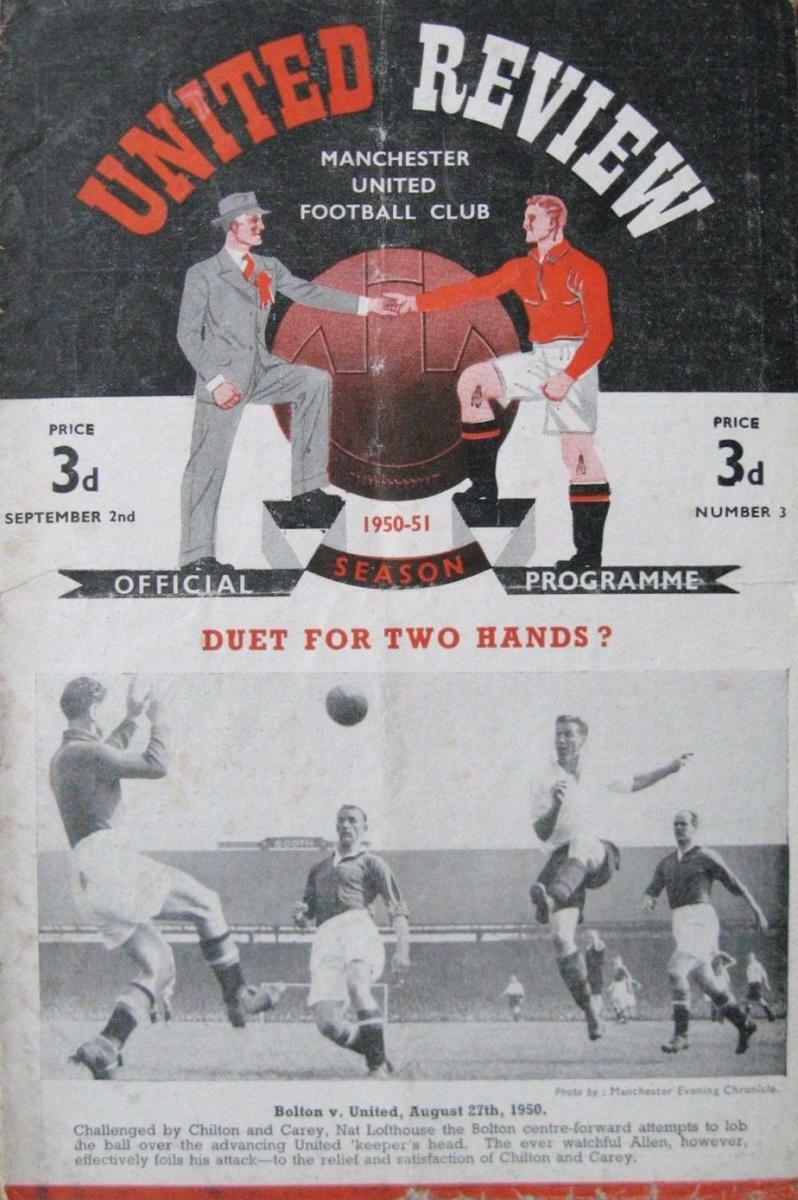 UNITED REVIEW
MANCHESTER
UNITED
FOOTBALL CLUB
PRICE
3d
SEPTEMBER 2nd
PRICE
3d
NUMBER 3
1950-51
OFFICIAL SEASON PROGRAMME
DUET FOR TWO HANDS?
BOOTH
Photo by: Manchester Evening Chronicle.
Bolton v. United, August 27th, 1950.
Challenged by Chilton and Carey, Nat Lofthouse the Bolton centre-forward attempts to lob
the ball over the advancing United 'keeper's head. The ever watchful Allen, however,
effectively foils his attack—to the relief and satisfaction of Chilton and Carey.